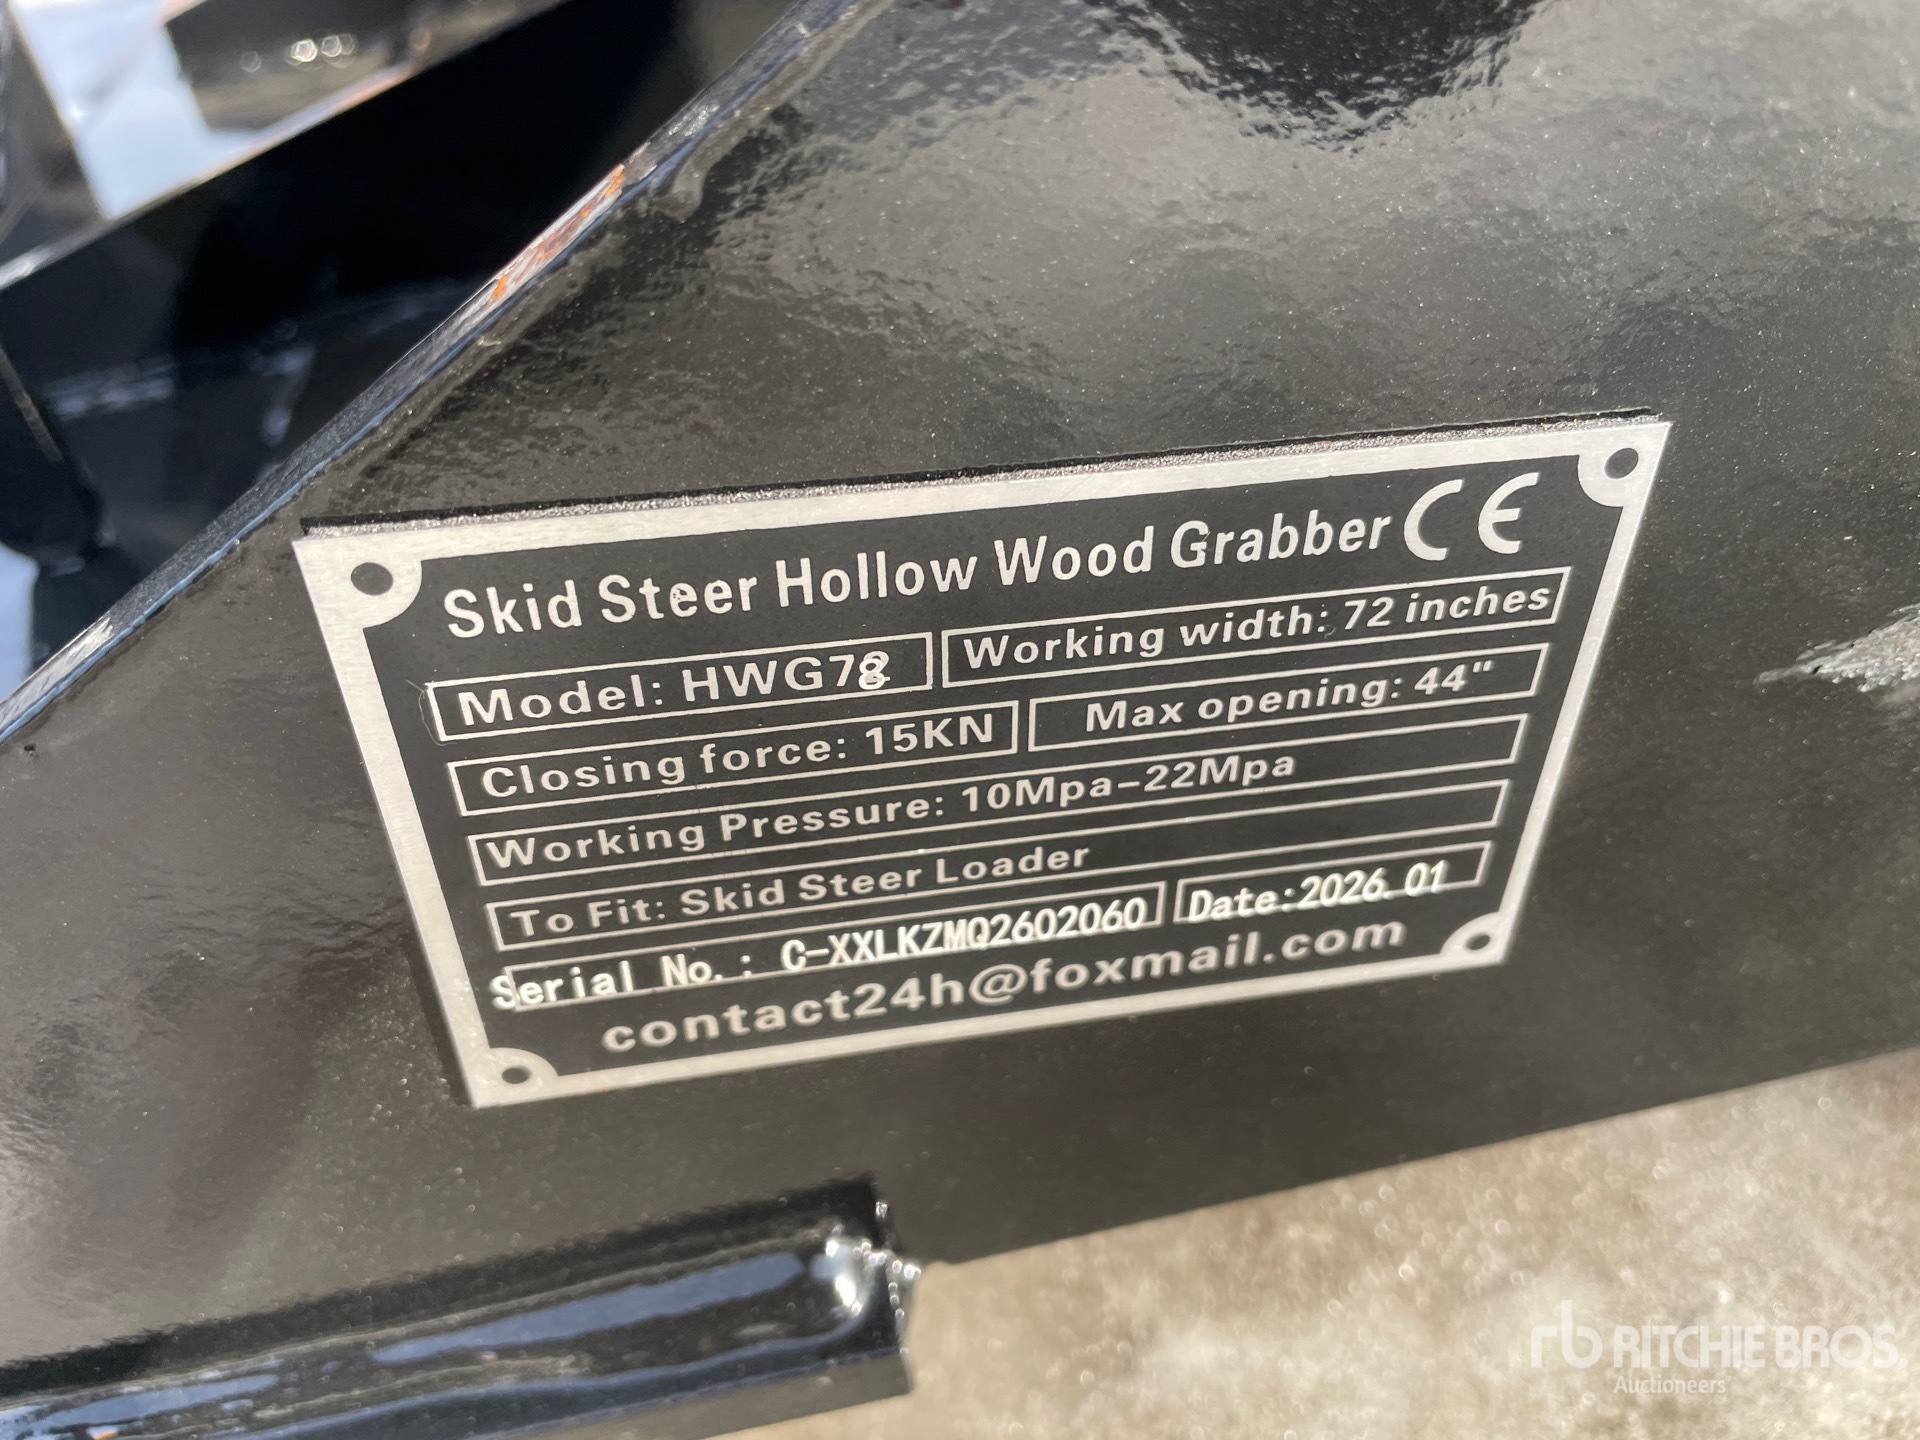 Skid Steer Hollow Wood Grabber CE
Model: HWG78 Working width: 72 inches
Closing force: 15KN Max opening: 44"
Working Pressure: 10Mpa-22Mpa
To Fit: Skid Steer Loader
Serial No.: C-XXLKZMQ2602060 Date:2026.01
contact24h@foxmail.com
rb RITCHIE BROS.
Auctioneers